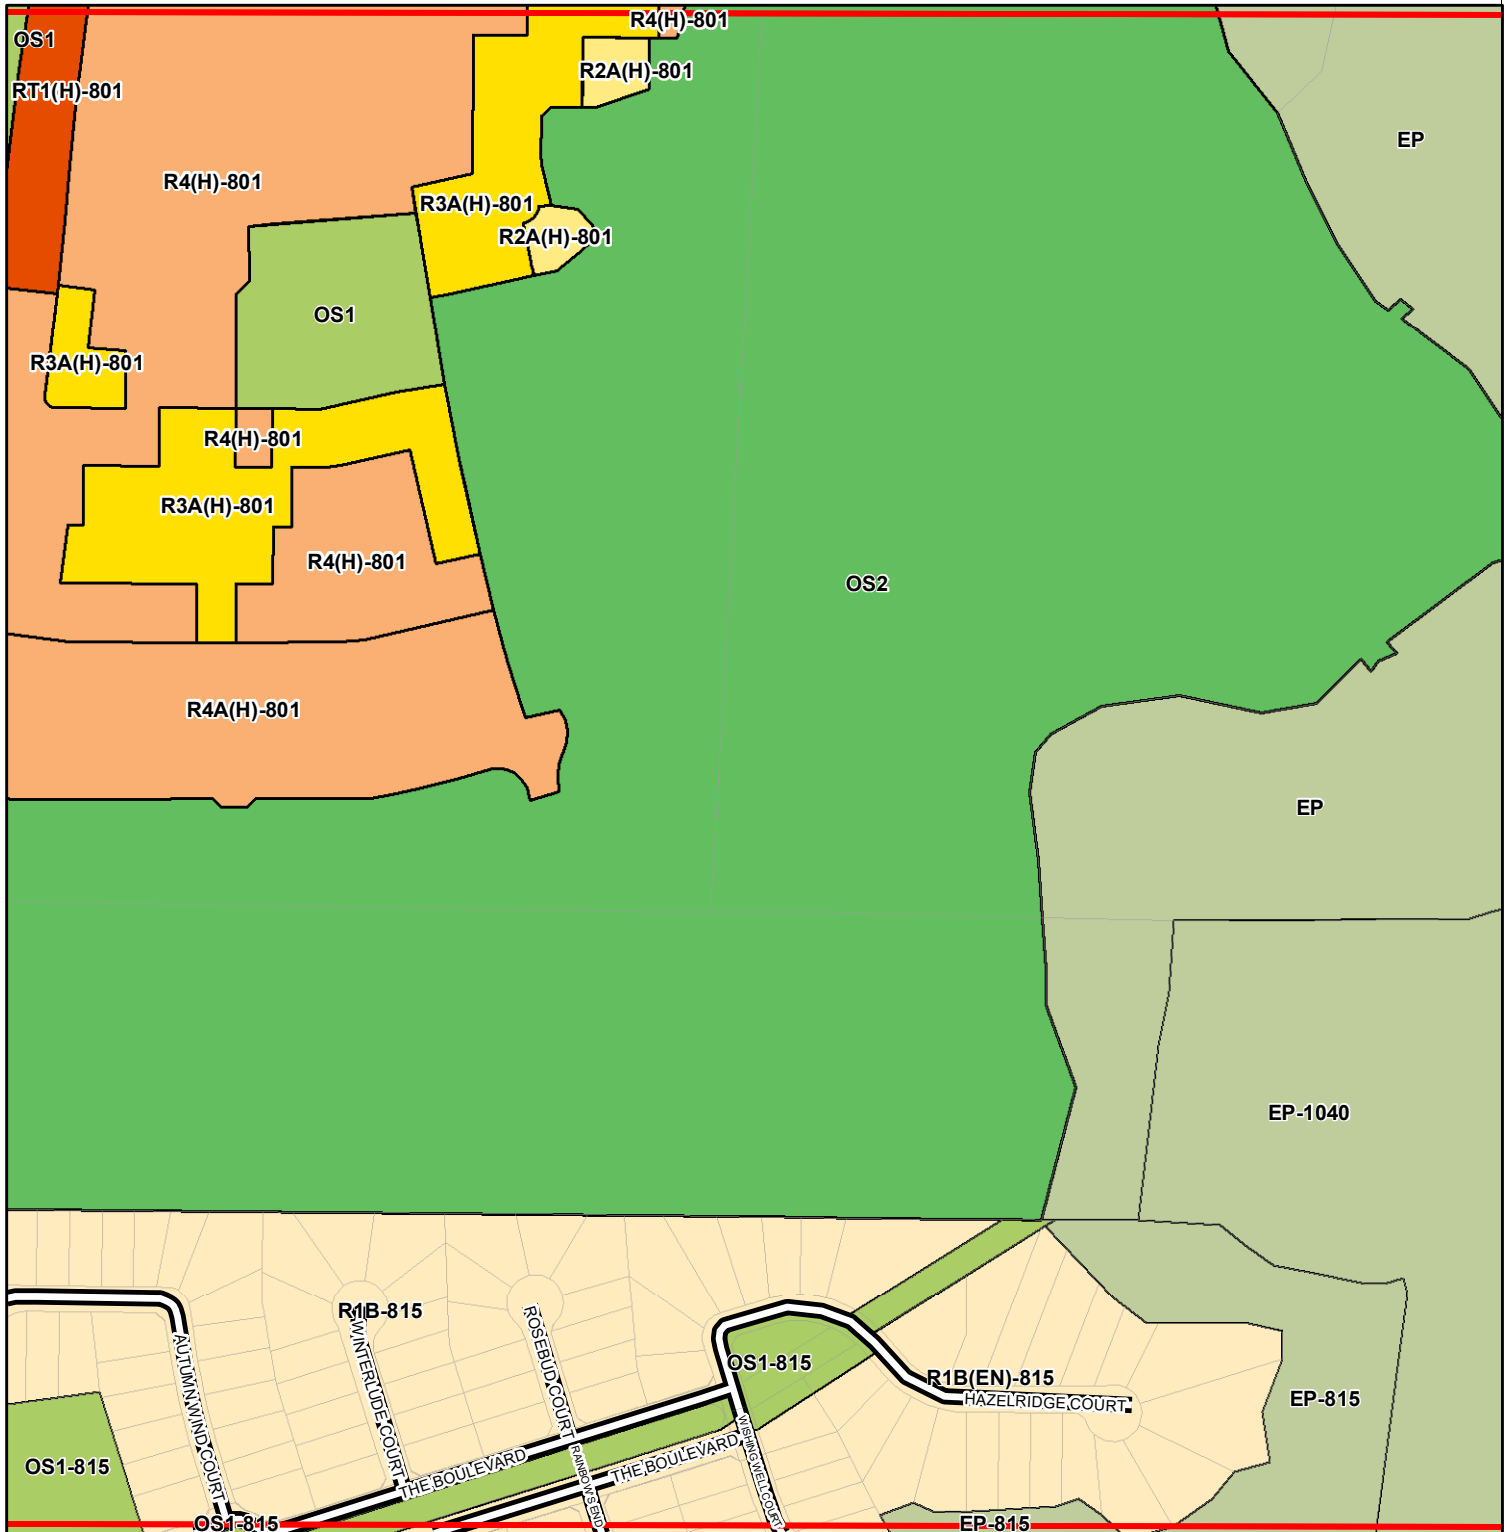 R4(H)-801
OS1
R2A(H)-801
RT1(H)-801
EP
R4(H)-801
R3A(H)-801
R2A(H)-801
OS1
R3A(H)-801
R4(H)-801
R3A(H)-801
R4(H)-801
OS2
R4A(H)-801
EP
EP-1040
R1B-815
OS1-815
R1B(EN)-815
HAZELRIDGE COURT
EP-815
AUTUMN WIND COURT
WINTERLUDE COURT
ROSEBUD COURT
THE BOULEVARD
THE BOULEVARD
RAINBOWS END
WISHING WELL COURT
OS1-815
OS1-815
EP-815